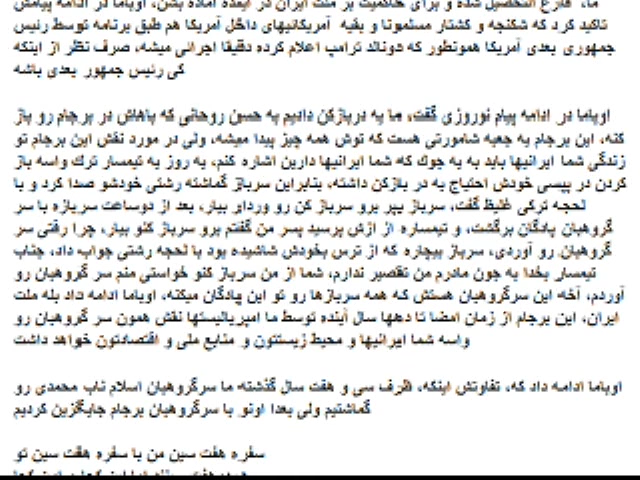 ما، فارغ التحصیل شده و برای حاکمیت بر ملت ایران در آینده آماده بشن، اوباما در ادامه پیامش
تاکید کرد که شکنجه و کشتار مسلمونا و بقیه آمریکائیهای داخل آمریکا هم طبق برنامه توسط رئیس
جمهوری بعدی آمریکا همونطور که دونالد ترامپ اعلام کرده دقیقا اجرائی میشه، صرف نظر از اینکه
کی رئیس جمهور بعدی باشه
اوباما در ادامه پیام نوروزی گفت، ما یه دربازکن دادیم به حسن روحانی که باهاش در برجام رو باز
کنه، این برجام یه جعبه شامورتی هست که توش همه چیز پیدا میشه، ولی در مورد نقش این برجام تو
زندگی شما ایرانیها باید به یه جوک که شما ایرانیها دارین اشاره کنم، یه روز یه تیمسار ترک واسه باز
کردن در پپسی خودش احتیاج به در بازکن داشته، بنابراین سرباز گماشته رشتی خودشو صدا کرد و با
لحجه ترکی غلیظ گفت، سرباز بپر برو سرباز کن رو وردار بیار، بعد از دوساعت سربازه با سر
گروهبان پادگان برگشت، و تیمساره از ازش پرسید پسر من گفتم برو سرباز کنو بیار، چرا رفتی سر
گروهبان رو آوردی، سرباز بیچاره که از ترس بخودش شاشیده بود با لحجه رشتی جواب داد، جناب
تیمسار بخدا به جون مادرم من تقصیر ندارم، شما از من سرباز کنو خواستی منم سر گروهبان رو
آوردم، آخه این سرگروهبان هستش که همه سربازها رو تو این پادگان میکنه، اوباما ادامه داد بله ملت
ایران، این برجام از زمان امضا تا دهها سال آینده توسط ما امپریالیستها نقش همون سر گروهبان رو
واسه شما ایرانیها و محیط زیستتون و منابع ملی و اقتصادتون خواهد داشت
اوباما ادامه داد که، تفاوتش اینکه، ظرف سی و هفت سال گذشته ما سرگروهبان اسلام ناب محمدی رو
گماشتیم ولی بعدا اونو با سرگروهبان برجام جایگزین کردیم
سفره هفت سین من با سفره هفت سین تو